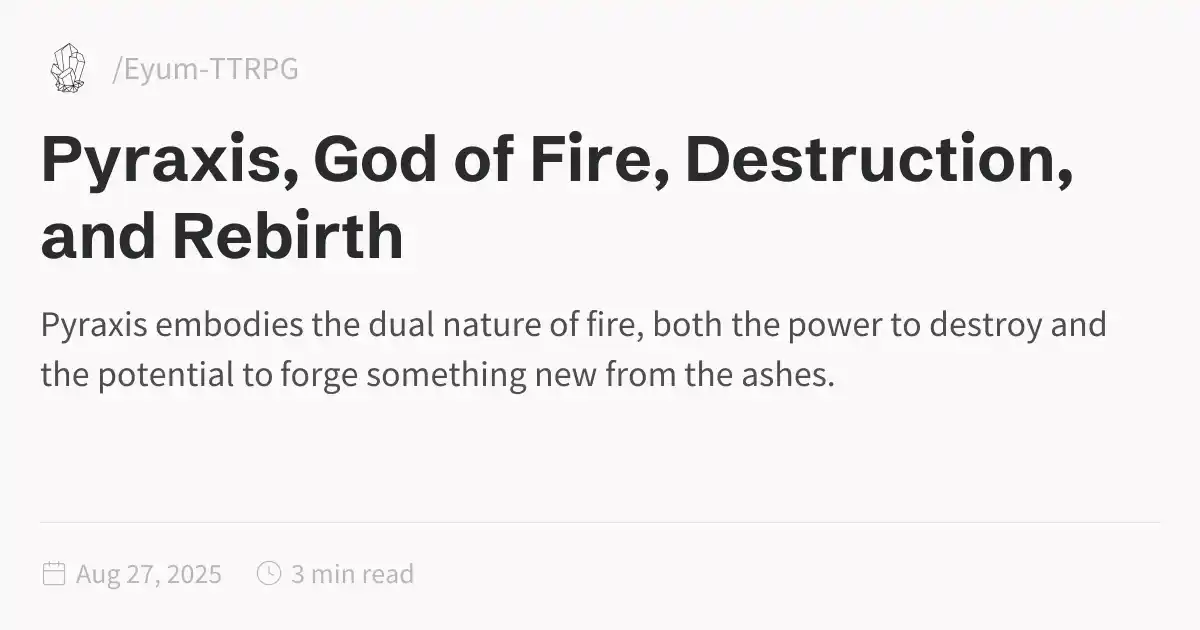 /Eyum-TTRPG
Pyraxis, God of Fire, Destruction,
and Rebirth
Pyraxis embodies the dual nature of fire, both the power to destroy and
the potential to forge something new from the ashes.
Aug 27, 2025 3 min read